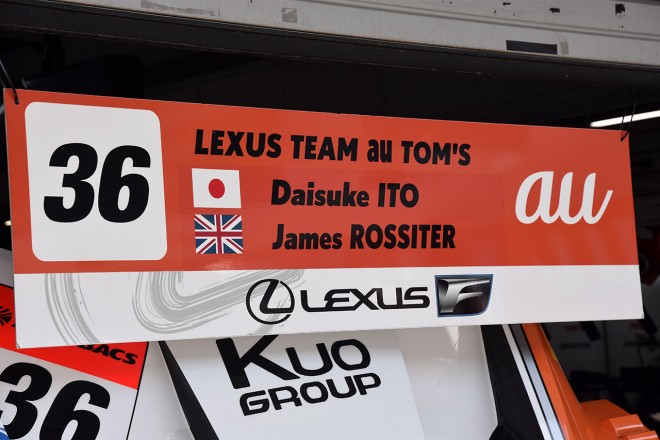 36
LEXUS TEAM au TOM'S
Daisuke ITO
James ROSSITER
au
LEXUS F
KUO
GROUP
36